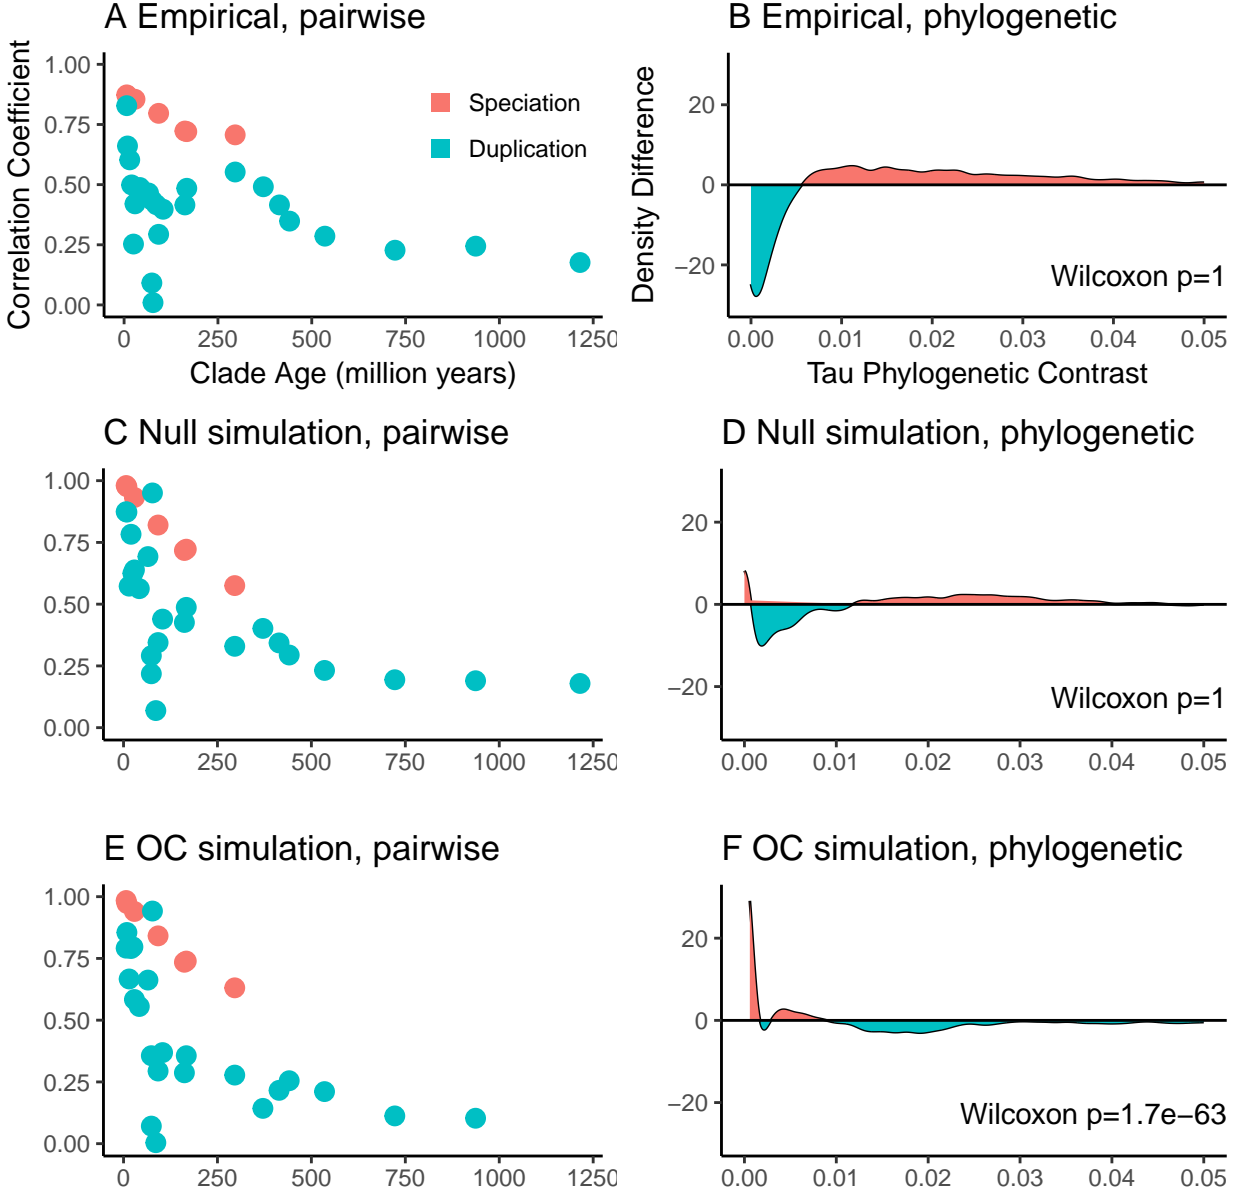 A Empirical, pairwise
Correlation Coefficient
1.00
0.75
0.50
0.25
0.00
Speciation
Duplication
0 250 500 750 1000 1250
Clade Age (million years)
B Empirical, phylogenetic
Density Difference
20
0
−20
Wilcoxon p=1
0.00 0.01 0.02 0.03 0.04 0.05
Tau Phylogenetic Contrast
C Null simulation, pairwise
1.00
0.75
0.50
0.25
0.00
0 250 500 750 1000 1250
D Null simulation, phylogenetic
20
0
−20
Wilcoxon p=1
0.00 0.01 0.02 0.03 0.04 0.05
E OC simulation, pairwise
1.00
0.75
0.50
0.25
0.00
0 250 500 750 1000 1250
F OC simulation, phylogenetic
20
0
−20
Wilcoxon p=1.7e−63
0.00 0.01 0.02 0.03 0.04 0.05